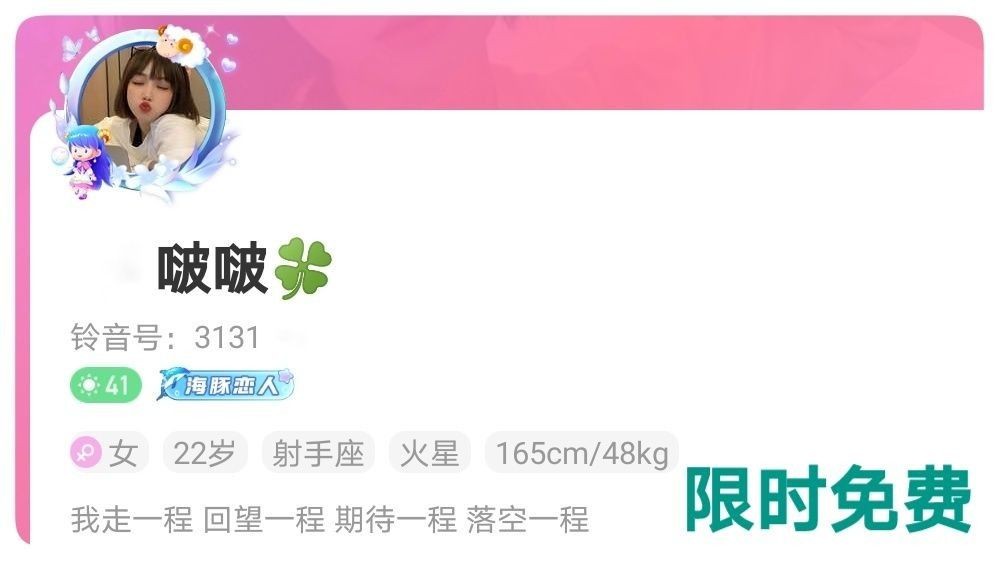 啵啵🍀
铃音号：3131
41 海豚恋人
女 22岁 射手座 火星 165cm/48kg
我走一程 回望一程 期待一程 落空一程
限时免费